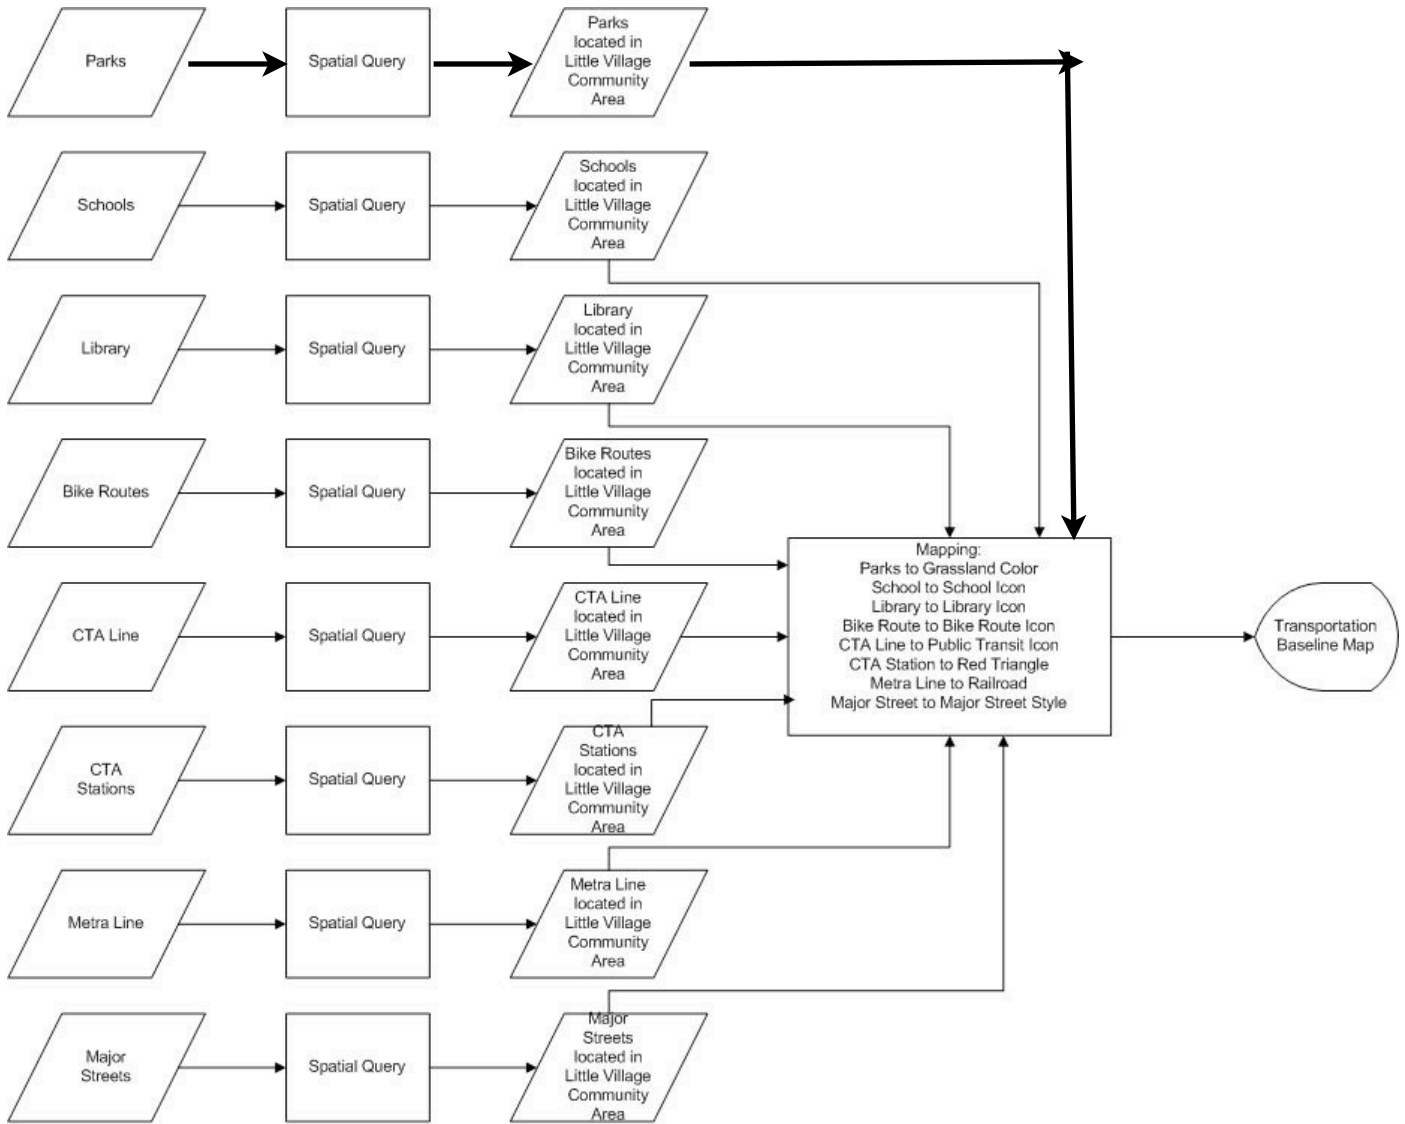 Parks
Spatial Query
Parks
located in
Little Village
Community
Area
Schools
Spatial Query
Schools
located in
Little Village
Community
Area
Library
Spatial Query
Library
located in
Little Village
Community
Area
Bike Routes
Spatial Query
Bike Routes
located in
Little Village
Community
Area
CTA Line
Spatial Query
CTA Line
located in
Little Village
Community
Area
CTA
Stations
Spatial Query
CTA
Stations
located in
Little Village
Community
Area
Metra Line
Spatial Query
Metra Line
located in
Little Village
Community
Area
Major
Streets
Spatial Query
Major
Streets
located in
Little Village
Community
Area
Mapping:
Parks to Grassland Color
School to School Icon
Library to Library Icon
Bike Route to Bike Route Icon
CTA Line to Public Transit Icon
CTA Station to Red Triangle
Metra Line to Railroad
Major Street to Major Street Style
Transportation
Baseline Map